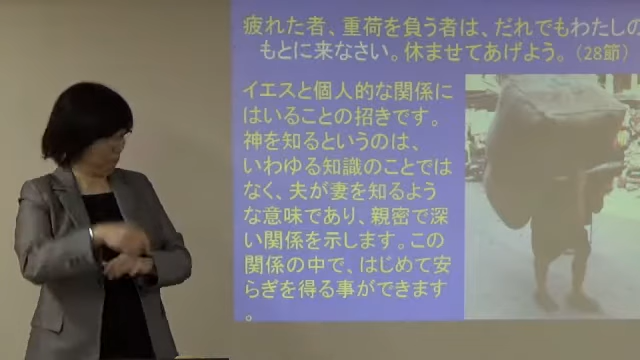 疲れた者、重荷を負う者は、だれでもわたしの
もとに来なさい。休ませてあげよう。（28節）
イエスと個人的な関係に
はいることの招きです。
神を知るというのは、
いわゆる知識のことでは
なく、夫が妻を知るよう
な意味であり、親密で深
い関係を示します。この
関係の中で、はじめて安
らぎを得る事ができます
。